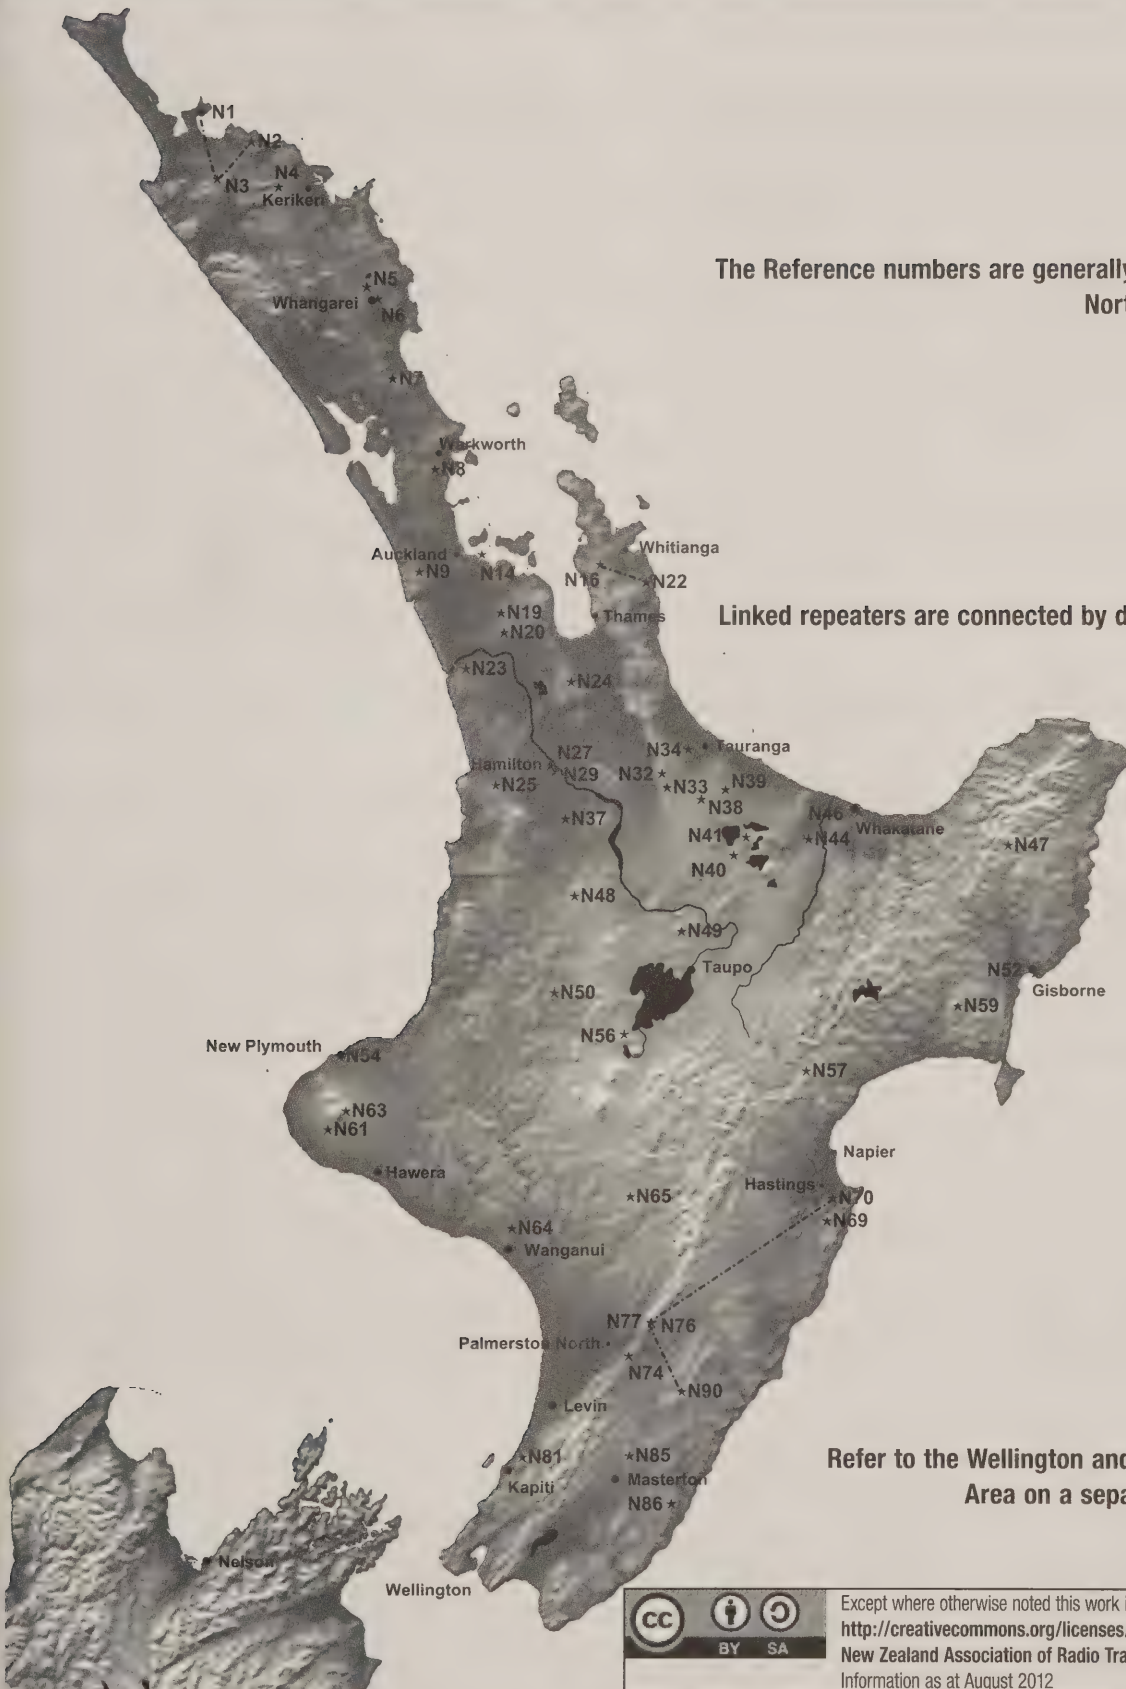 N1
N2
N3
N4
Kerikeri
The Reference numbers are generally
N5
Whangarei
N6
N7
Warkworth
N8
Auckland
N9
N14
Whitianga
N16
N22
N19
Thames
Linked repeaters are connected by
N20
N23
N24
N27
N34
Tauranga
Hamilton
N29
N32
N25
N33
N39
N38
N46
N37
Whakatane
N41
N44
N47
N40
N48
N49
Taupo
N52
Gisborne
N50
N59
N56
New Plymouth
N54
N57
N63
N61
Napier
Hawera
Hastings
N65
N70
N69
N64
Wanganui
N77
N76
Palmerston North
N74
N90
Levin
N81
N85
Refer to the Wellington and
Kapiti
Masterton
Area on a
N86
Nelson
Wellington
cc
BY SA
Except where otherwise noted this work
http://creativecommons.org/licenses
New Zealand Association of Radio
Information as at August 2012